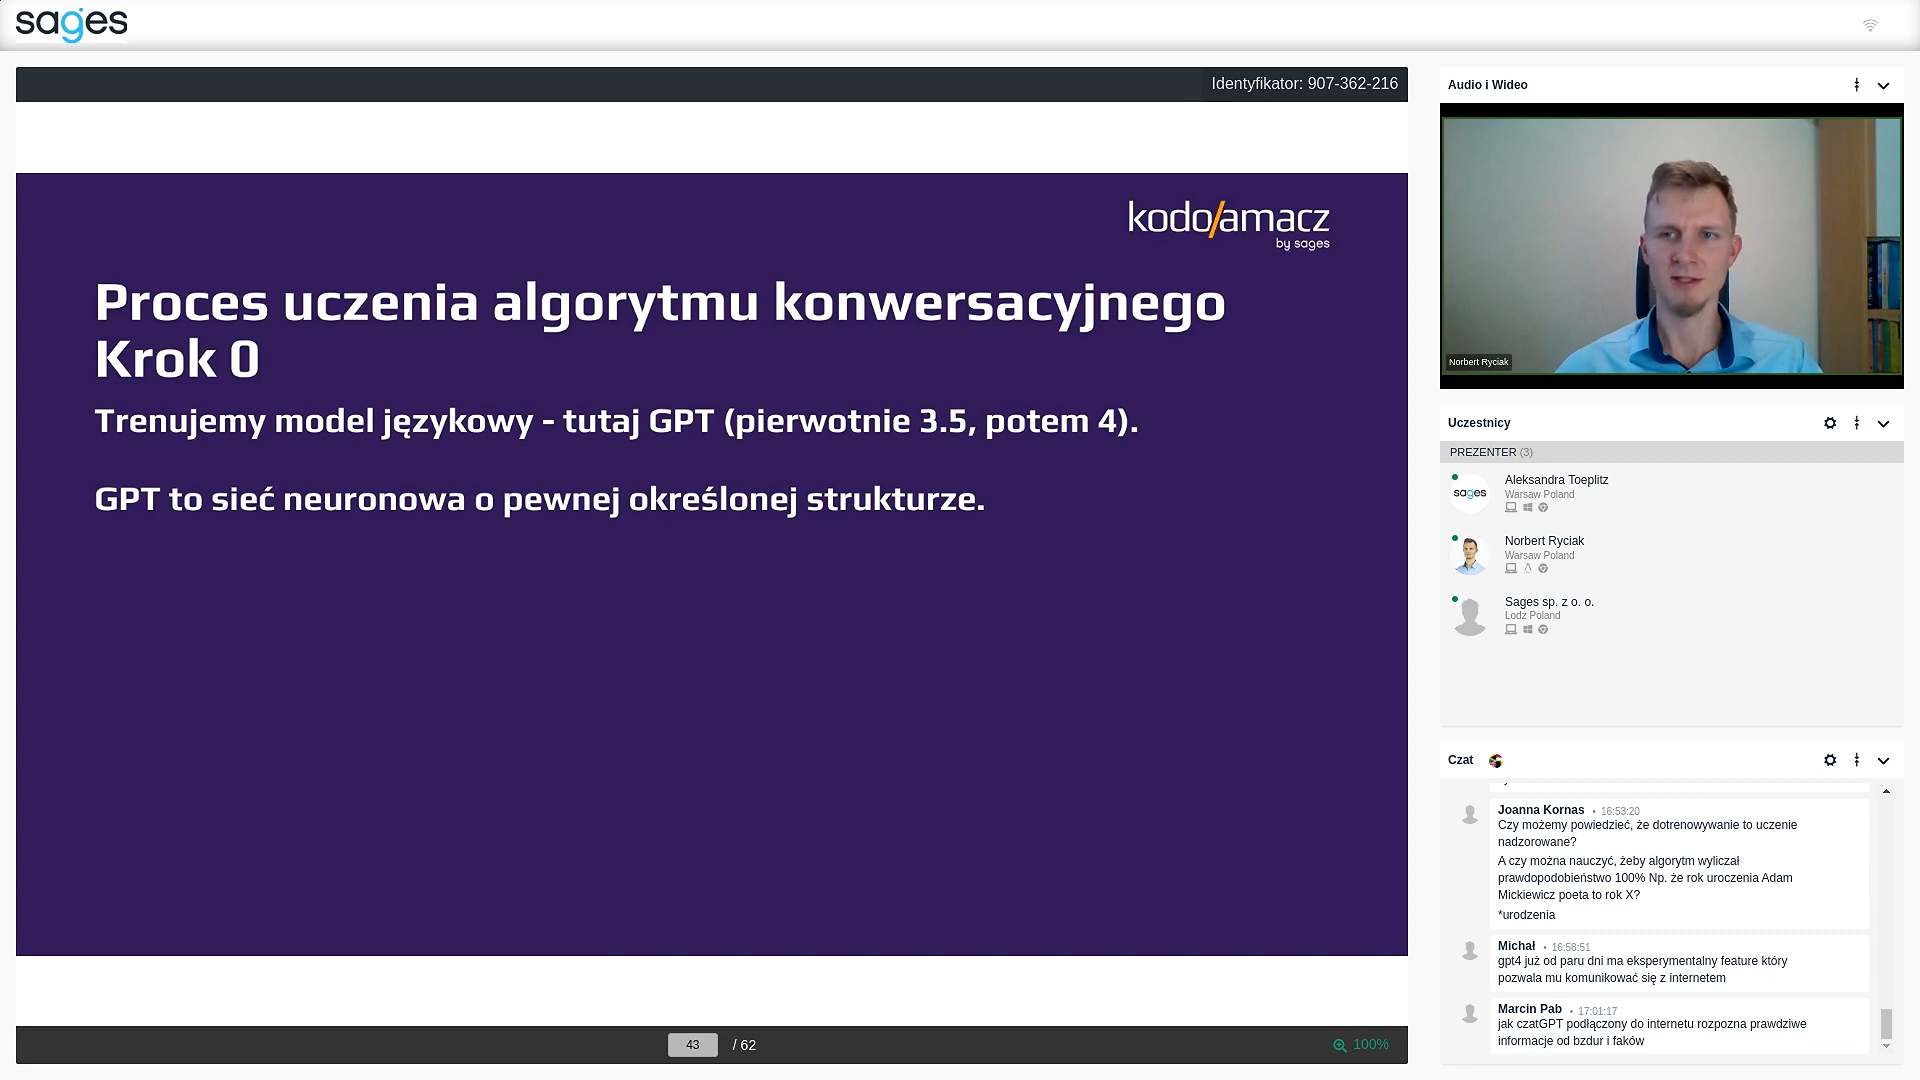 sages
Identyfikator: 907-362-216
kodo/amacz
by sages
Proces uczenia algorytmu konwersacyjnego
Krok 0
Trenujemy model językowy - tutaj GPT (pierwotnie 3.5, potem 4).
GPT to sieć neuronowa o pewnej określonej strukturze.
43 / 62
100%
Audio i Wideo
Norbert Ryciak
Uczestnicy
PREZENTER (3)
sages
Aleksandra Toeplitz
Warsaw Poland
Norbert Ryciak
Warsaw Poland
Sages sp. z o. o.
Lodz Poland
Czat
Joanna Kornas • 16:53:20
Czy możemy powiedzieć, że dotrenowywanie to uczenie
nadzorowane?
A czy można nauczyć, żeby algorytm wyliczał
prawdopodobieństwo 100% Np. że rok uroczenia Adam
Mickiewicz poeta to rok X?
*urodzenia
Michał • 16:58:51
gpt4 już od paru dni ma eksperymentalny feature który
pozwala mu komunikować się z internetem
Marcin Pab • 17:01:17
jak czatGPT podłączony do internetu rozpozna prawdziwe
informacje od bzdur i faków